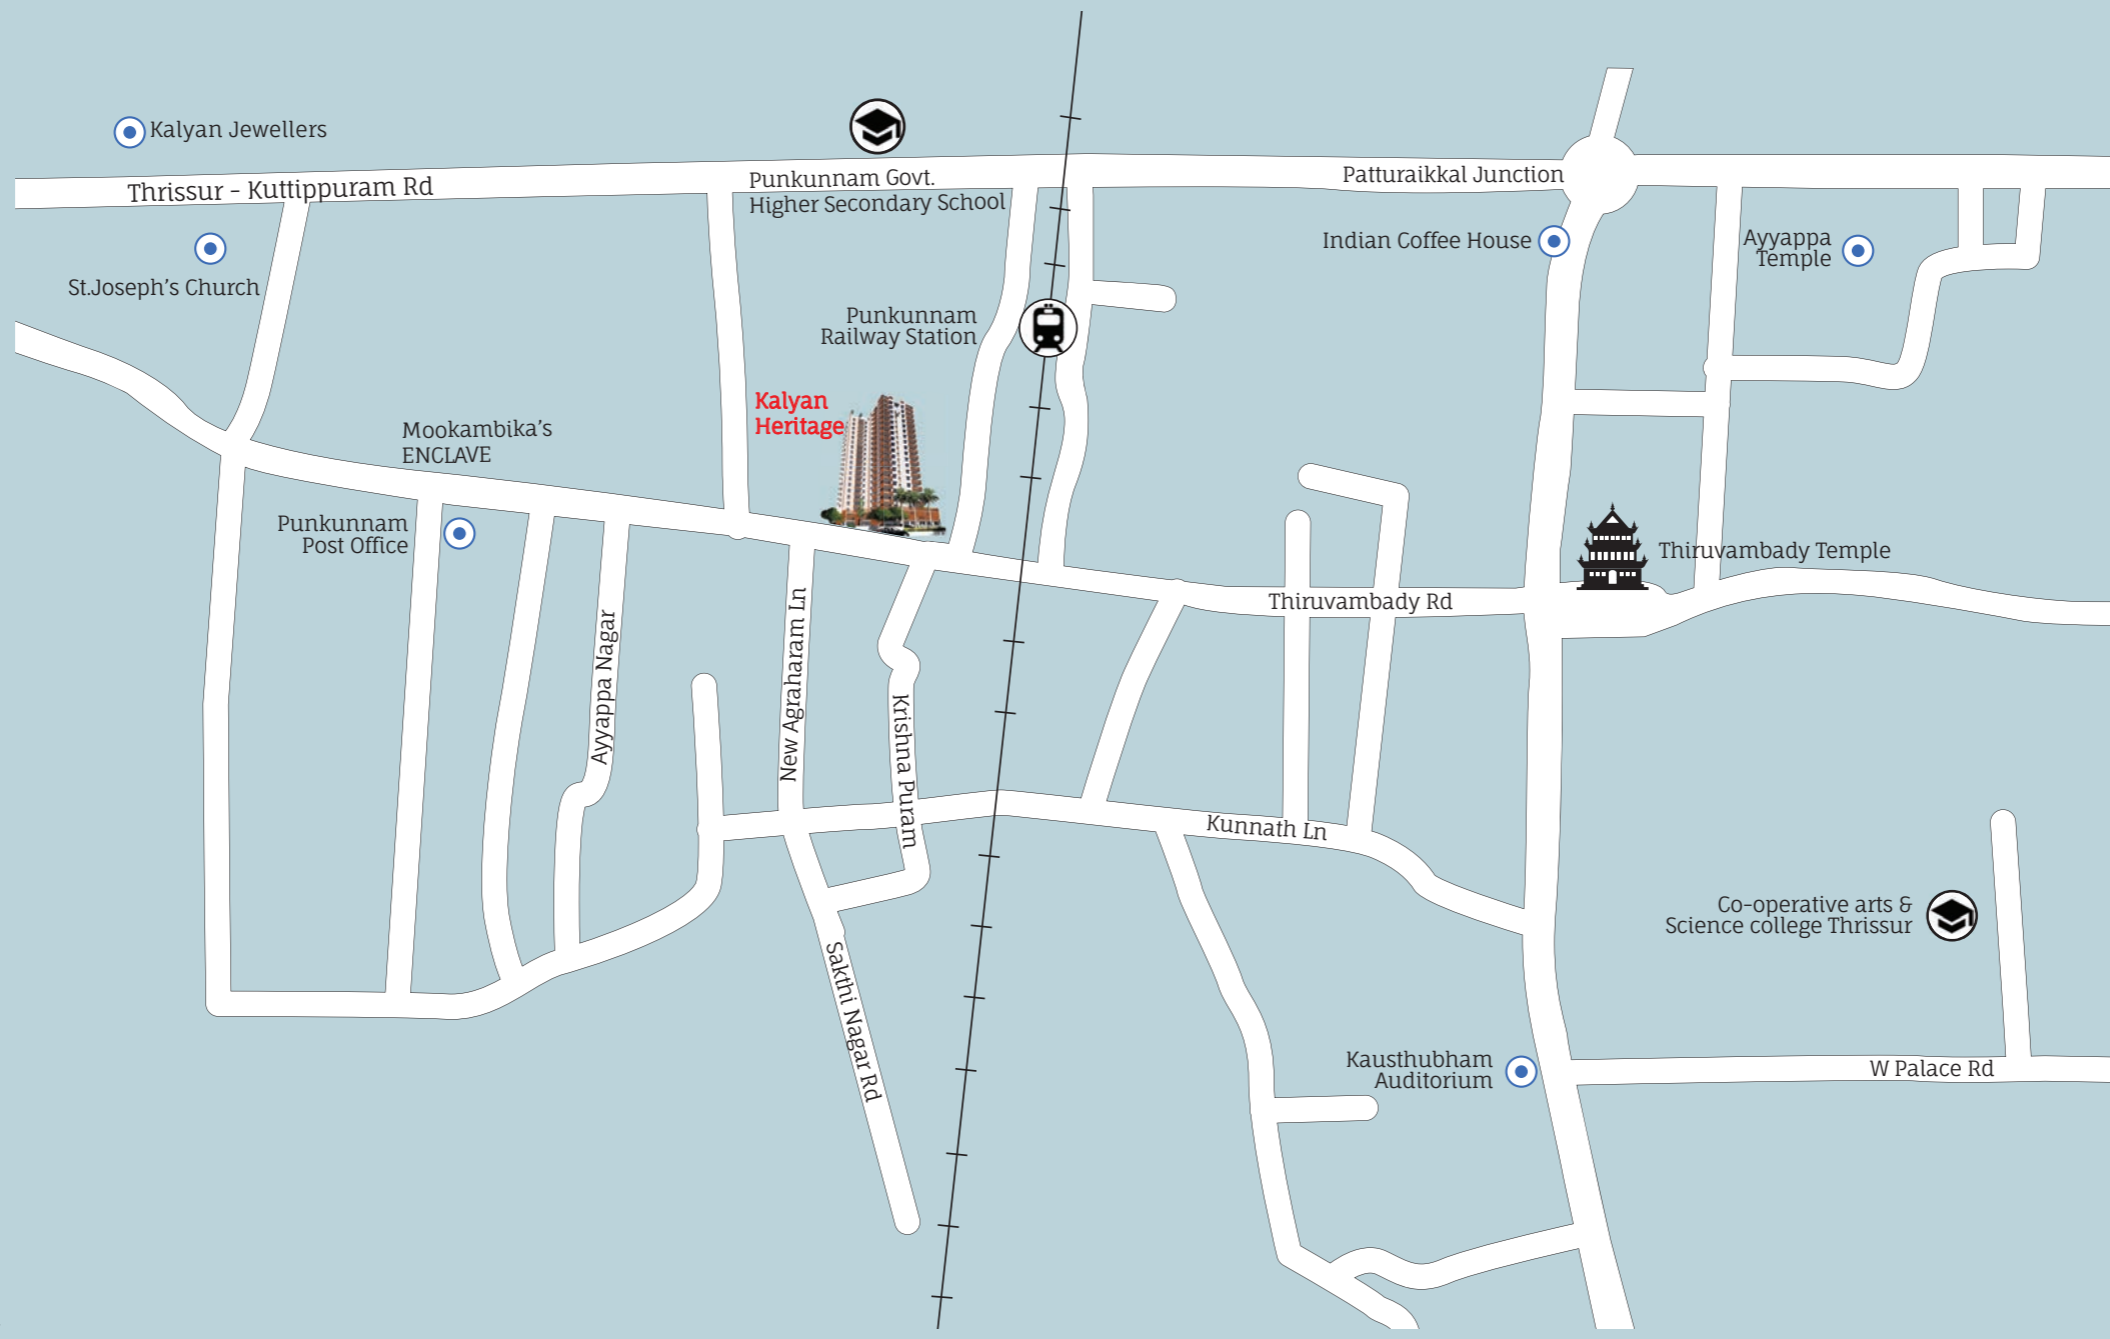 Kalyan Jewellers
Thrissur - Kuttippuram Rd
Punkunnam Govt.
Higher Secondary School
Patturaikkal Junction
St.Joseph's Church
Indian Coffee House
Ayyappa
Temple
Punkunnam
Railway Station
Kalyan
Heritage
Mookambika's
ENCLAVE
Punkunnam
Post Office
Thiruvambady Temple
Thiruvambady Rd
Ayyappa Nagar
New Agraharam Ln
Krishna Puram
Kunnath Ln
Sakthi Nagar Rd
Co-operative arts &
Science college Thrissur
Kausthubham
Auditorium
W Palace Rd